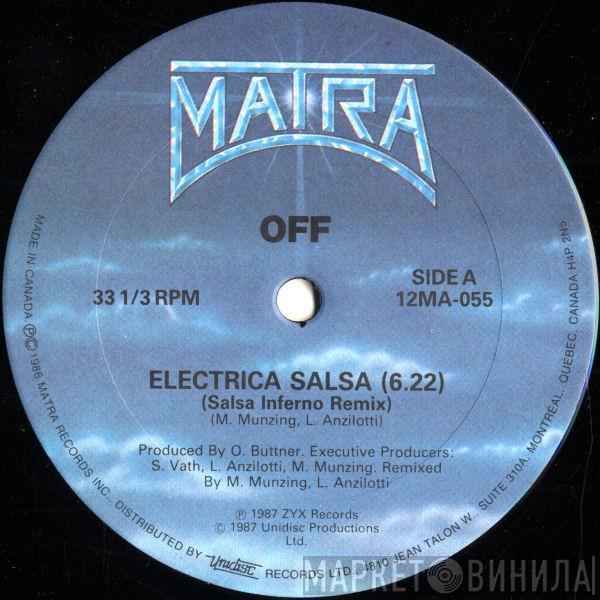 MATRA
OFF
33 1/3 RPM
SIDE A
12MA-055
ELECTRICA SALSA (6.22)
(Salsa Inferno Remix)
(M. Munzing, L. Anzilotti)
Produced By O. Buttner. Executive Producers:
S. Vath, L. Anzilotti, M. Munzing. Remixed
By M. Munzing, L. Anzilotti
℗ 1987 ZYX Records
© 1987 Unidisc Productions
Ltd.
MADE IN CANADA ℗© 1986 MATRA RECORDS INC., DISTRIBUTED BY Unidisc RECORDS LTD., 4810 JEAN TALON W., SUITE 310A, MONTRÉAL, QUEBEC, CANADA H4P 2N5
МАРКЕТ ВИНИЛА